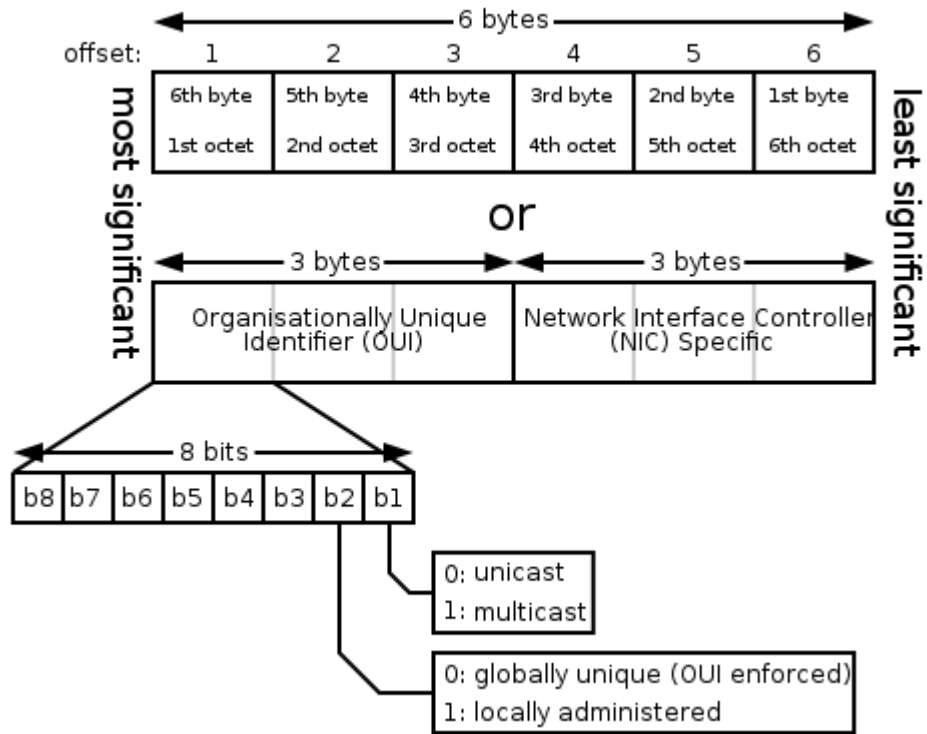 6 bytes
offset: 1 2 3 4 5 6
6th byte 5th byte 4th byte 3rd byte 2nd byte 1st byte
1st octet 2nd octet 3rd octet 4th octet 5th octet 6th octet
most significant
least significant
or
3 bytes 3 bytes
Organisationally Unique
Identifier (OUI)
Network Interface Controller
(NIC) Specific
8 bits
b8 b7 b6 b5 b4 b3 b2 b1
0: unicast
1: multicast
0: globally unique (OUI enforced)
1: locally administered